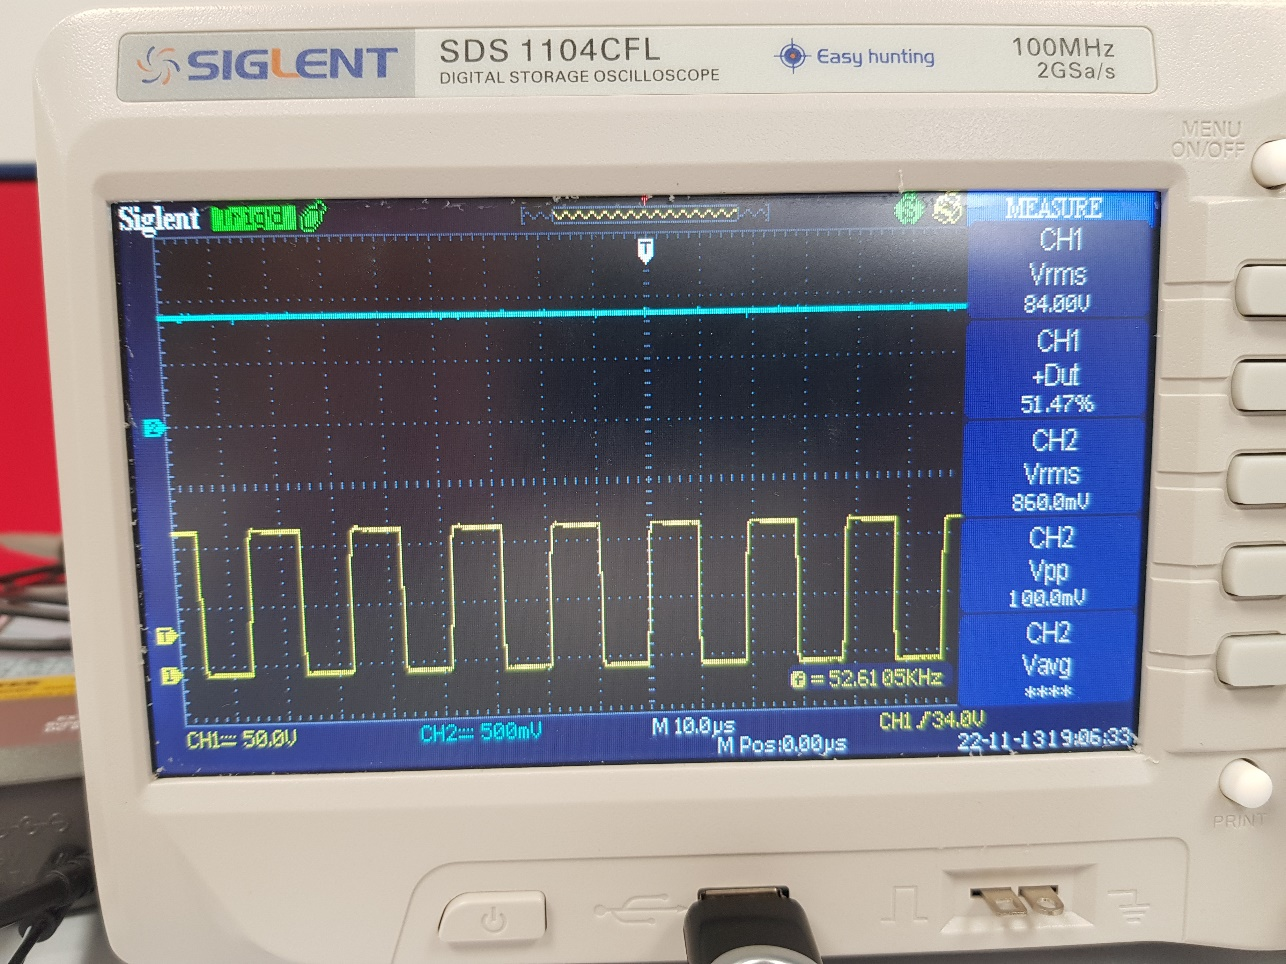 SIGLENT
SDS 1104CFL
DIGITAL STORAGE OSCILLOSCOPE
Easy hunting
100MHz
2GSa/s
MENU
ON/OFF
Siglent
T
MEASURE
CH1
Vrms
84.00V
CH1
+Dut
51.47%
CH2
Vrms
860.0mV
CH2
Vpp
100.0mV
CH2
Vavg
****
2
T
1
f = 52.6105KHz
CH1 50.0V
CH2 500mV
M 10.0µs
M Pos:0.00µs
CH1 / 34.0V
22-11-13 19:06:33
PRINT